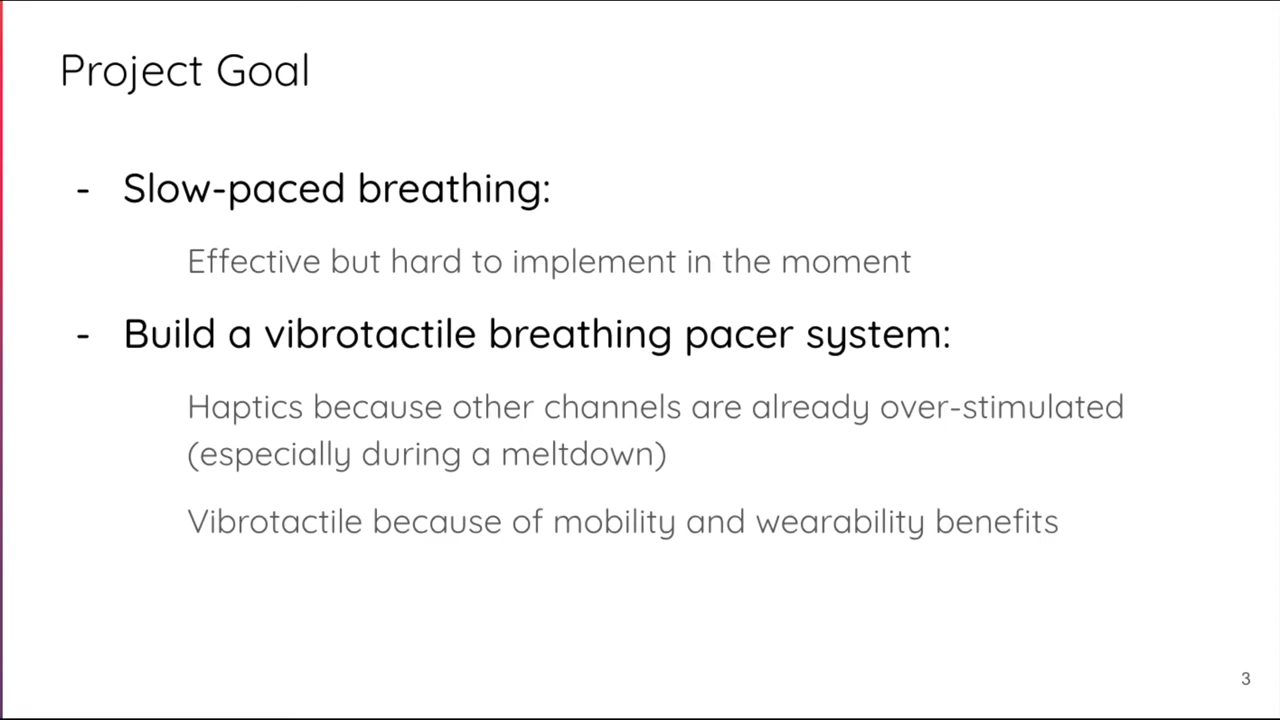 Project Goal
- Slow-paced breathing:
Effective but hard to implement in the moment
- Build a vibrotactile breathing pacer system:
Haptics because other channels are already over-stimulated
(especially during a meltdown)
Vibrotactile because of mobility and wearability benefits
3